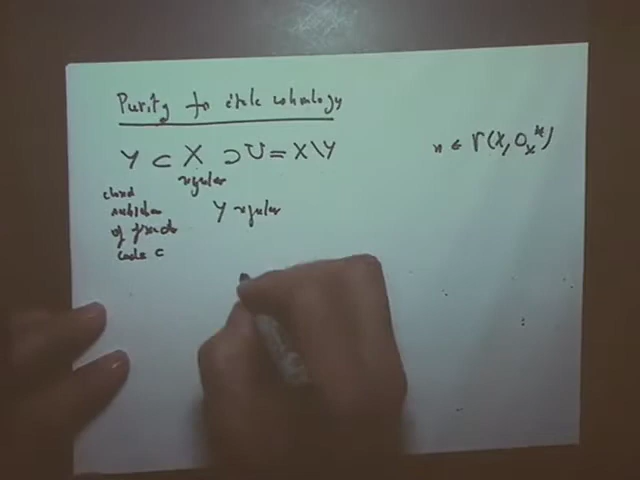 Purity for étale cohomology
Y ⊂ X ⊃ U = X \ Y
n ∈ Γ(X, O_X^*)
regular
closed
subscheme
Y regular
of pure
codim c